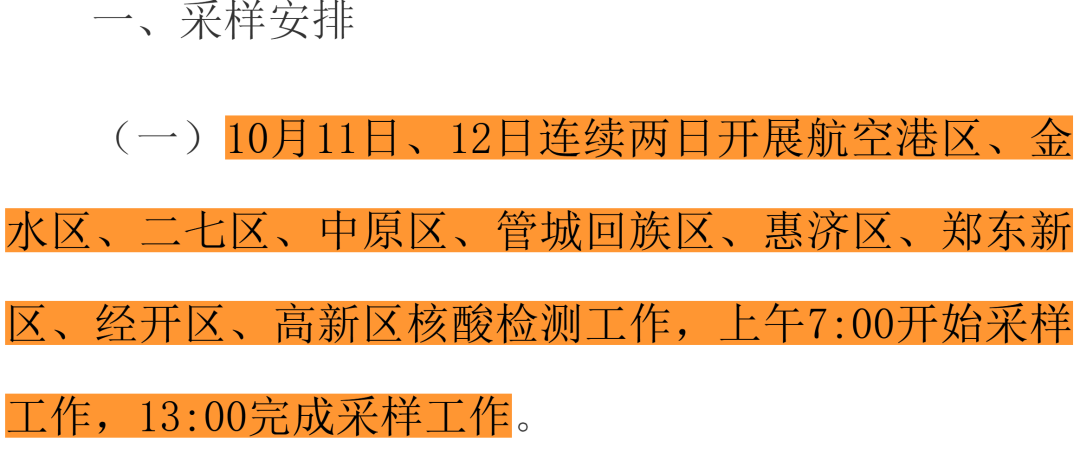 一、采样安排
（一）10月11日、12日连续两日开展航空港区、金
水区、二七区、中原区、管城回族区、惠济区、郑东新
区、经开区、高新区核酸检测工作，上午7:00开始采样
工作，13:00完成采样工作。